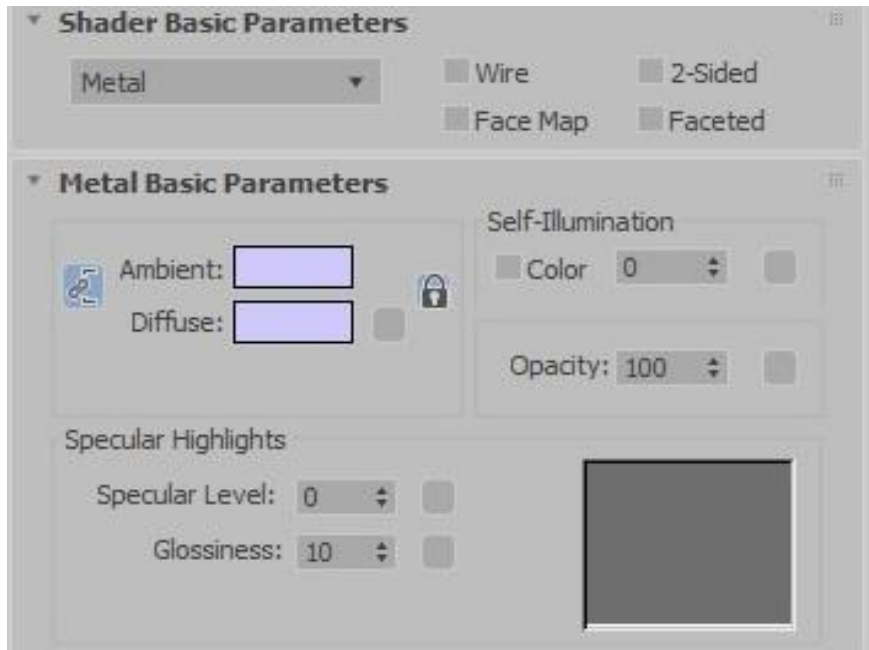 Shader Basic Parameters
Metal
Wire
2-Sided
Face Map
Faceted
Metal Basic Parameters
Ambient:
Diffuse:
Self-Illumination
Color 0
Opacity: 100
Specular Highlights
Specular Level: 0
Glossiness: 10